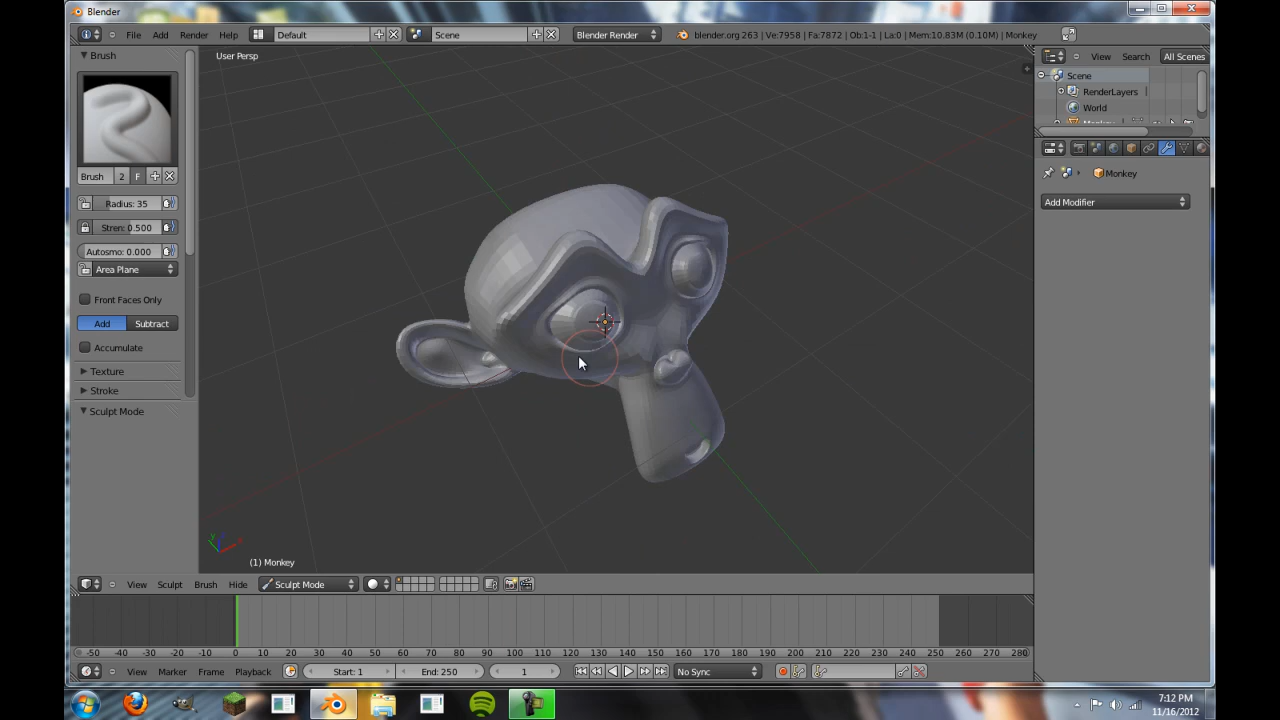 Blender
File Add Render Help Default Scene Blender Render blender.org 263 | Ve:7958 | Fa:7872 | Ob:1-1 | La:0 | Mem:10.83M (0.10M) | Monkey
Brush
User Persp
View Search All Scenes
Scene
RenderLayers
World
Monkey
Brush 2 F
Monkey
Radius: 35
Add Modifier
Stren: 0.500
Autosmo: 0.000
Area Plane
Front Faces Only
Add Subtract
Accumulate
Texture
Stroke
Sculpt Mode
(1) Monkey
View Sculpt Brush Hide Sculpt Mode
-50 -40 -30 -20 -10 0 10 20 30 40 50 60 70 80 90 100 110 120 130 140 150 160 170 180 190 200 210 220 230 240 250 260 270 280
View Marker Frame Playback Start: 1 End: 250 1 No Sync
7:12 PM
11/16/2012